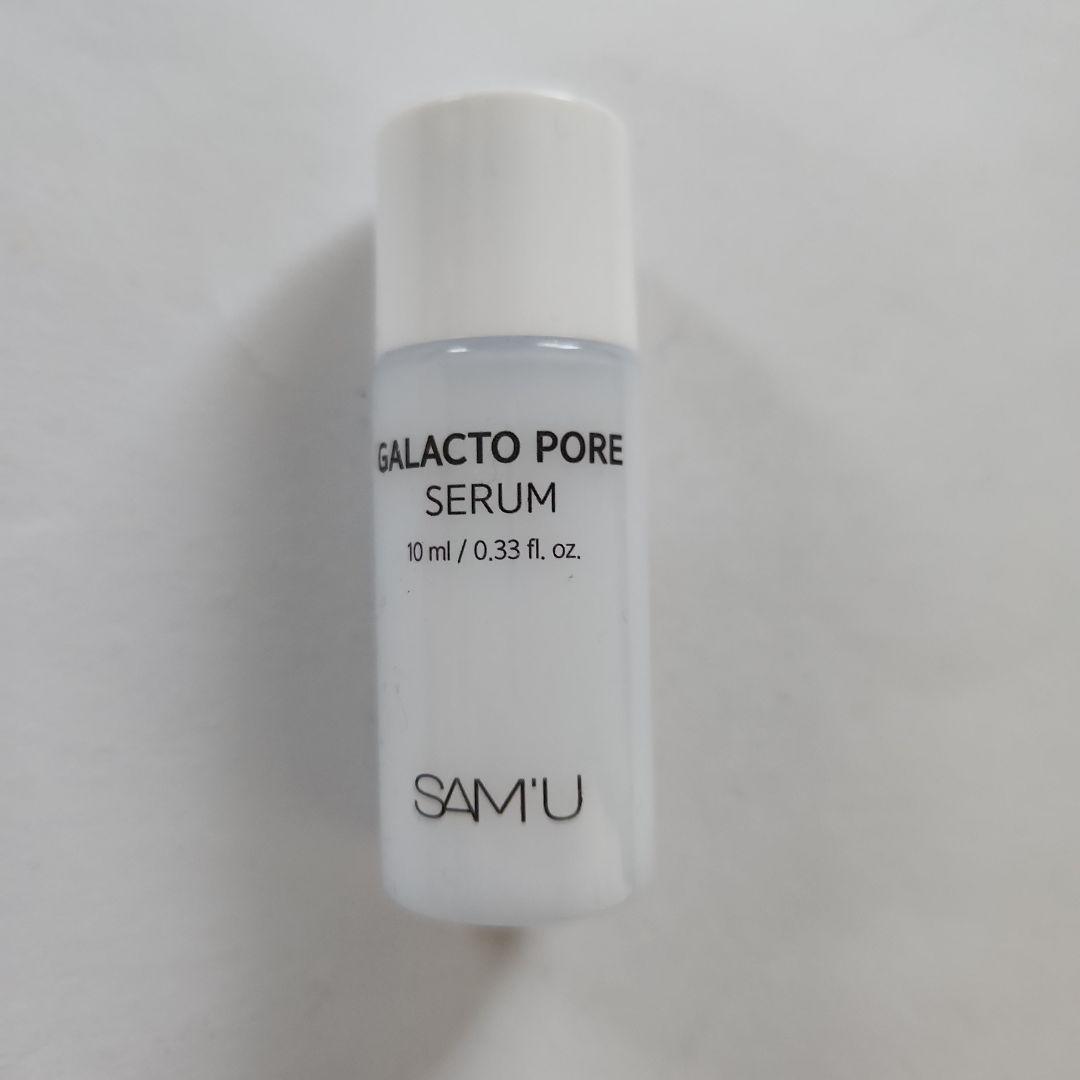 GALACTO PORE
SERUM
10 ml / 0.33 fl. oz.
SAM'U